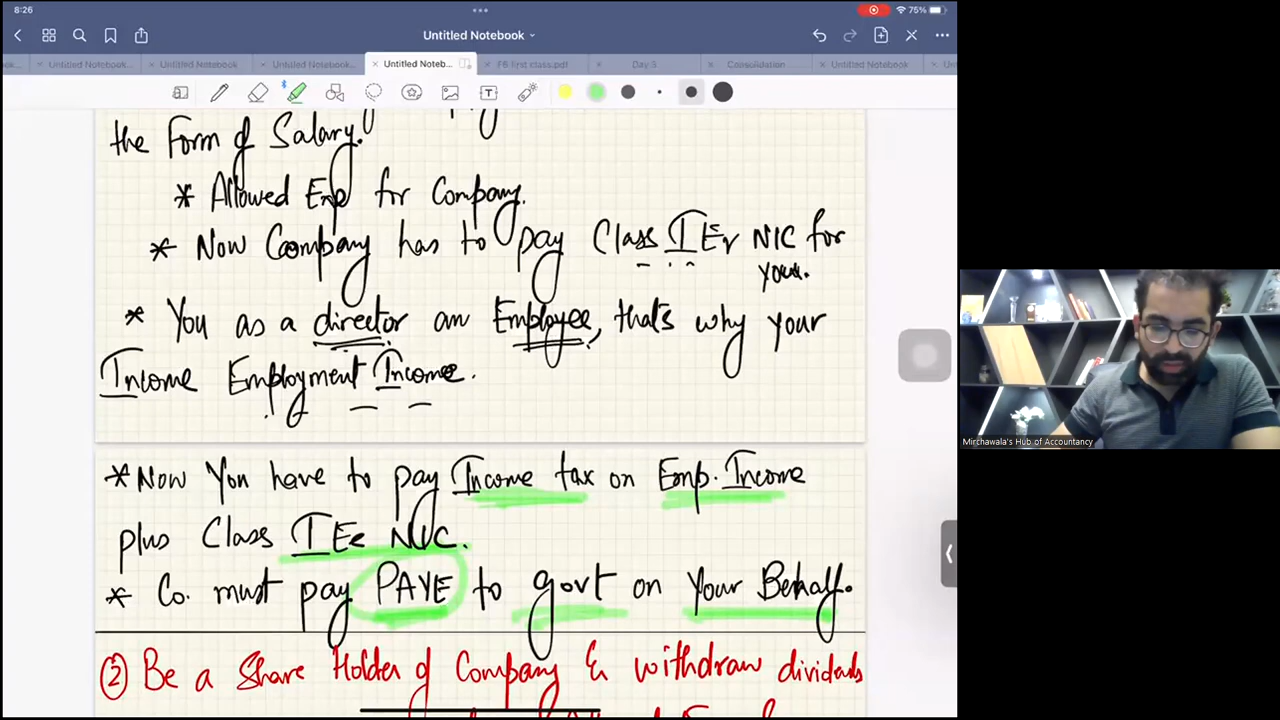 8:26
75%
Untitled Notebook
Untitled Notebook...
Untitled Notebook
Untitled Notebook...
Untitled Noteb...
F6 first class.pdf
Day 5
Consolidation
Untitled Notebook
the Form of Salary.
* Allowed Exp for Company.
* Now Company has to pay Class I Er NIC for
your.
* You as a director an Employee, that's why your
Income Employment Income.
* Now You have to pay Income tax on Emp. Income
plus Class I Ee NIC.
* Co. must pay PAYE to govt on your Behalf.
② Be a Share Holder of Company & withdraw dividends
Mirchawala's Hub of Accountancy